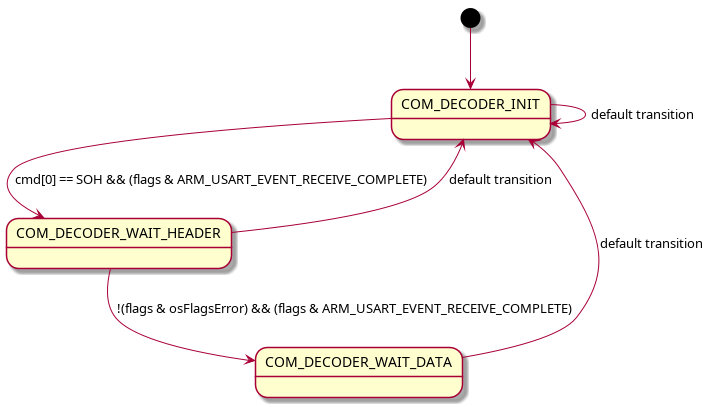 COM_DECODER_INIT
default transition
cmd[0] == SOH && (flags & ARM_USART_EVENT_RECEIVE_COMPLETE)
default transition
COM_DECODER_WAIT_HEADER
default transition
!(flags & osFlagsError) && (flags & ARM_USART_EVENT_RECEIVE_COMPLETE)
COM_DECODER_WAIT_DATA